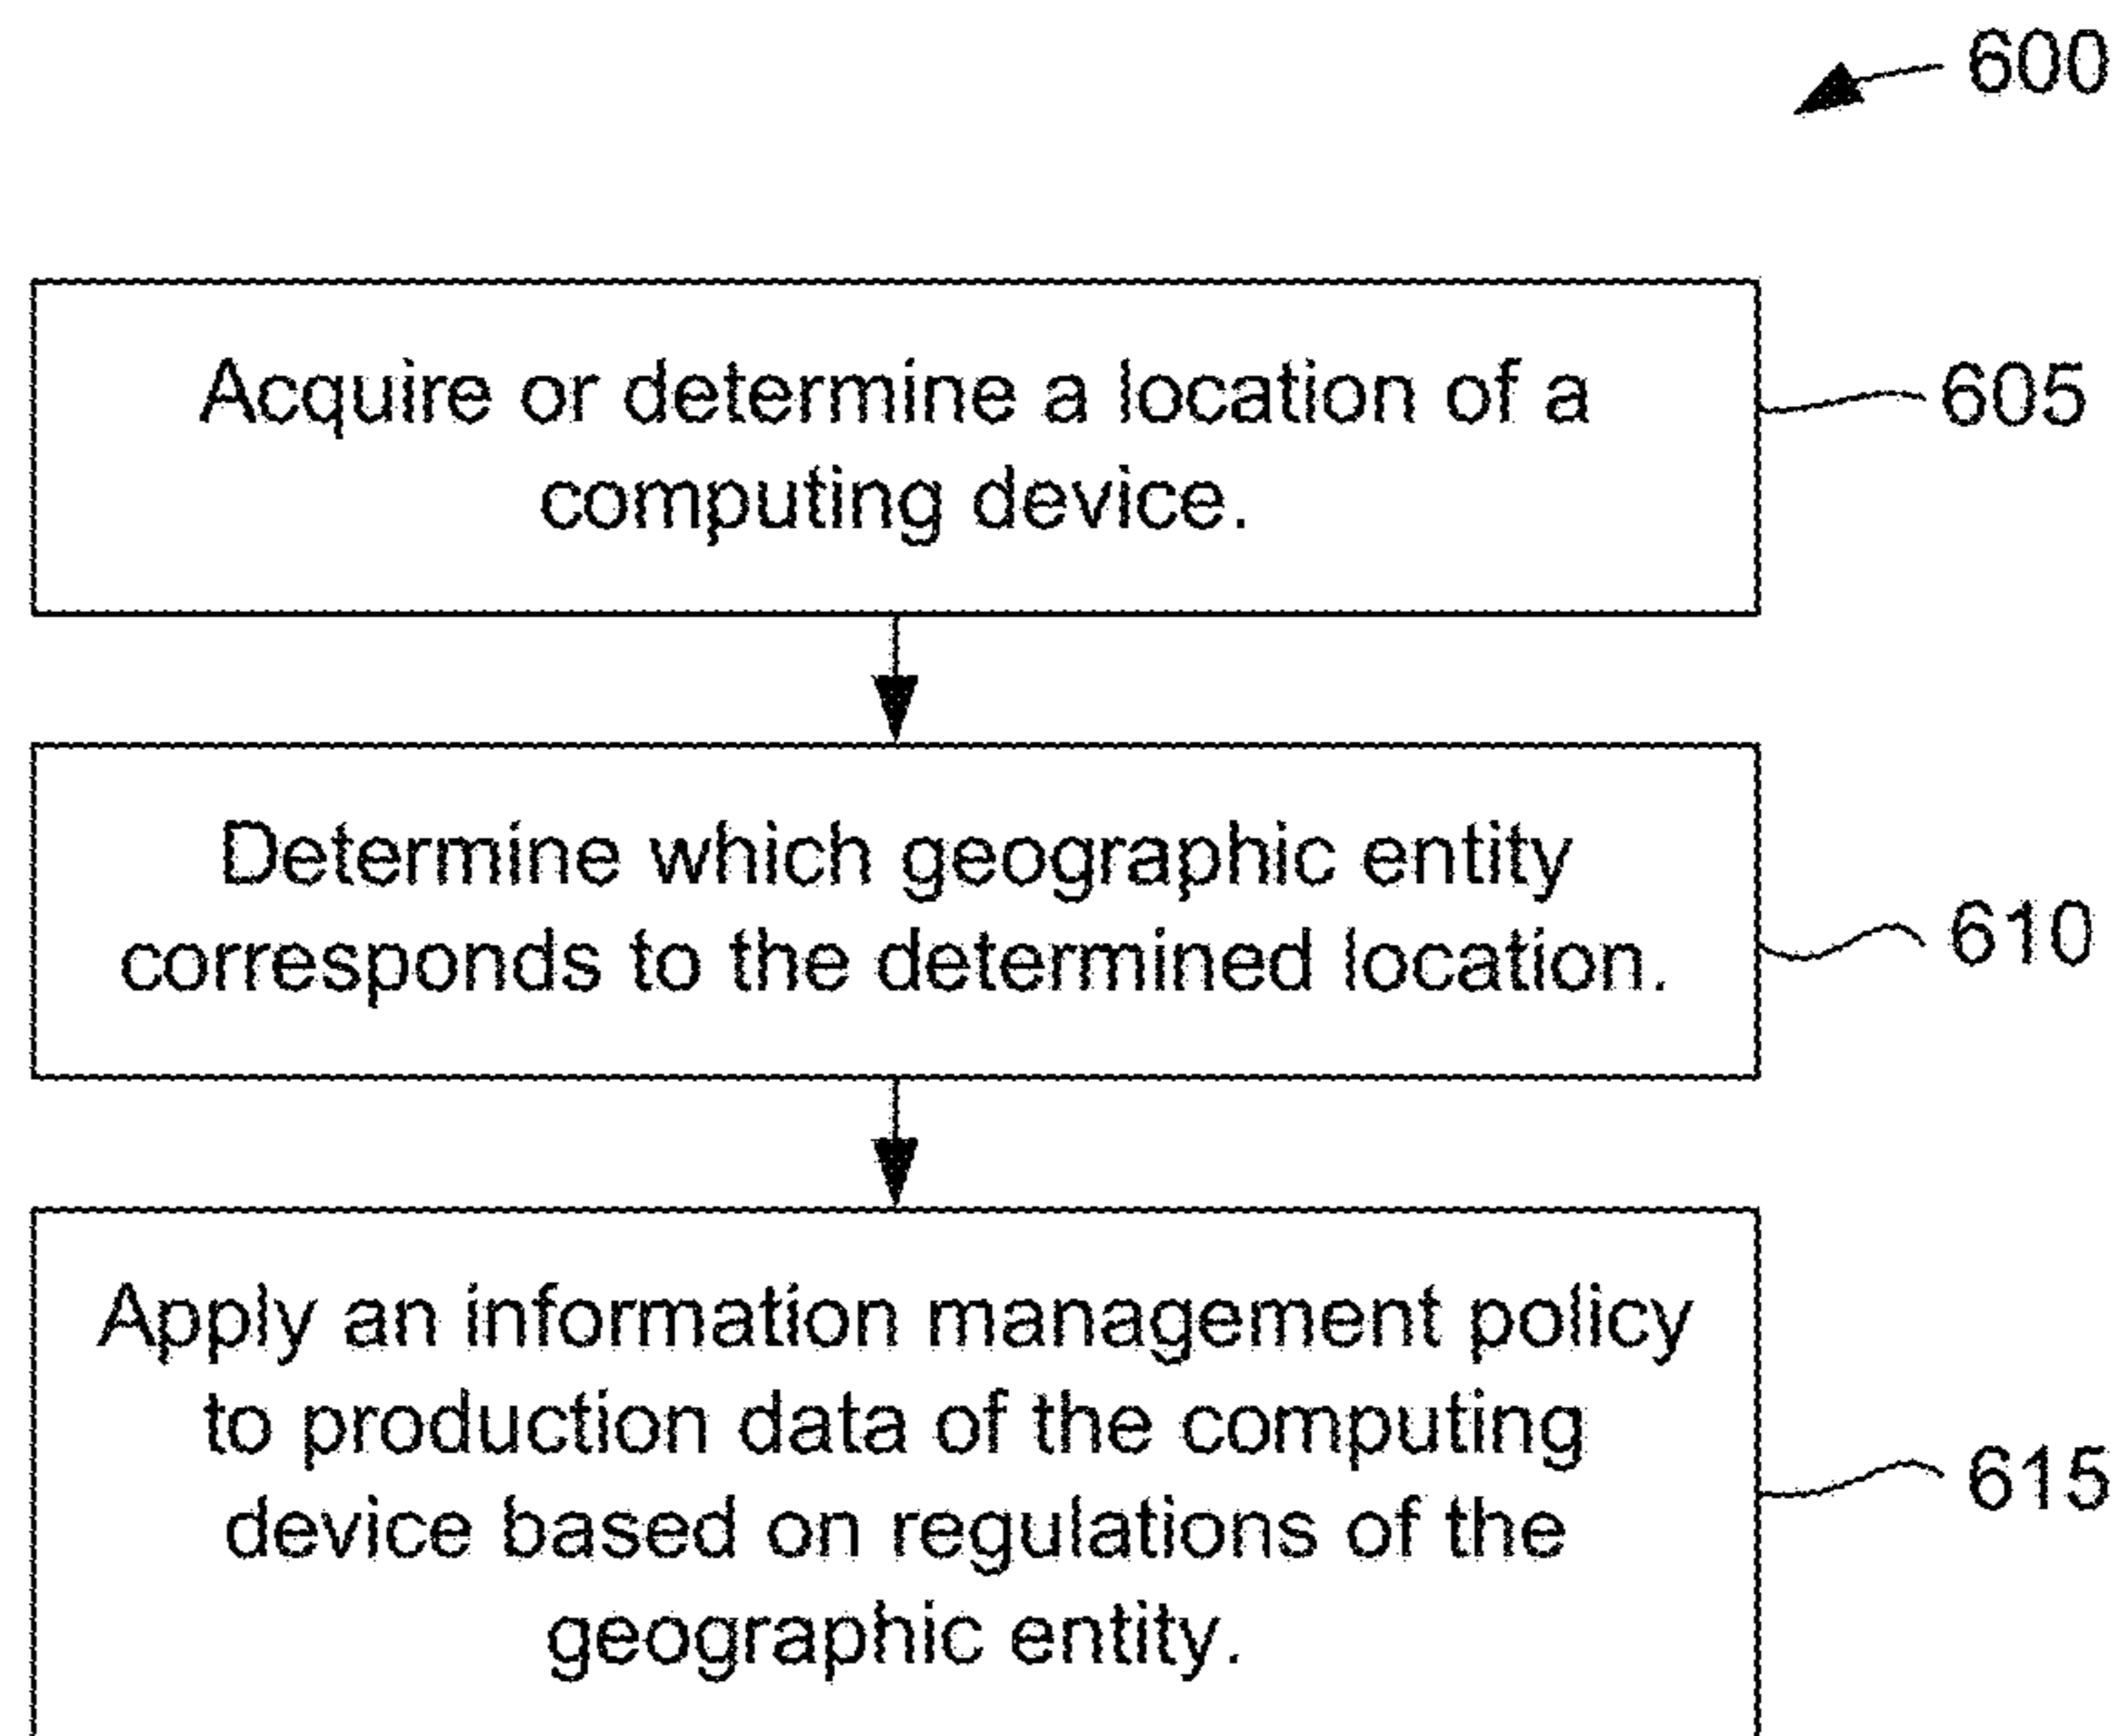 600
Acquire or determine a location of a
computing device.
605
Determine which geographic entity
corresponds to the determined location.
610
Apply an information management policy
to production data of the computing
device based on regulations of the
geographic entity.
615